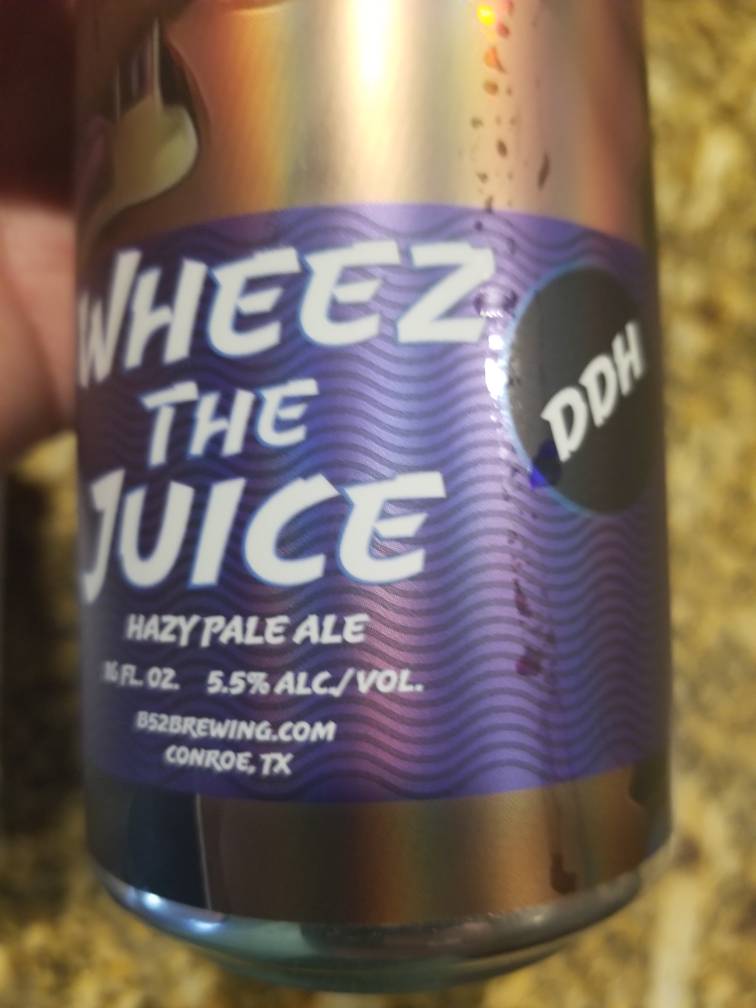 WHEEZ
THE
JUICE
DDH
HAZY PALE ALE
16 FL. OZ. 5.5% ALC./VOL.
B52BREWING.COM
CONROE, TX